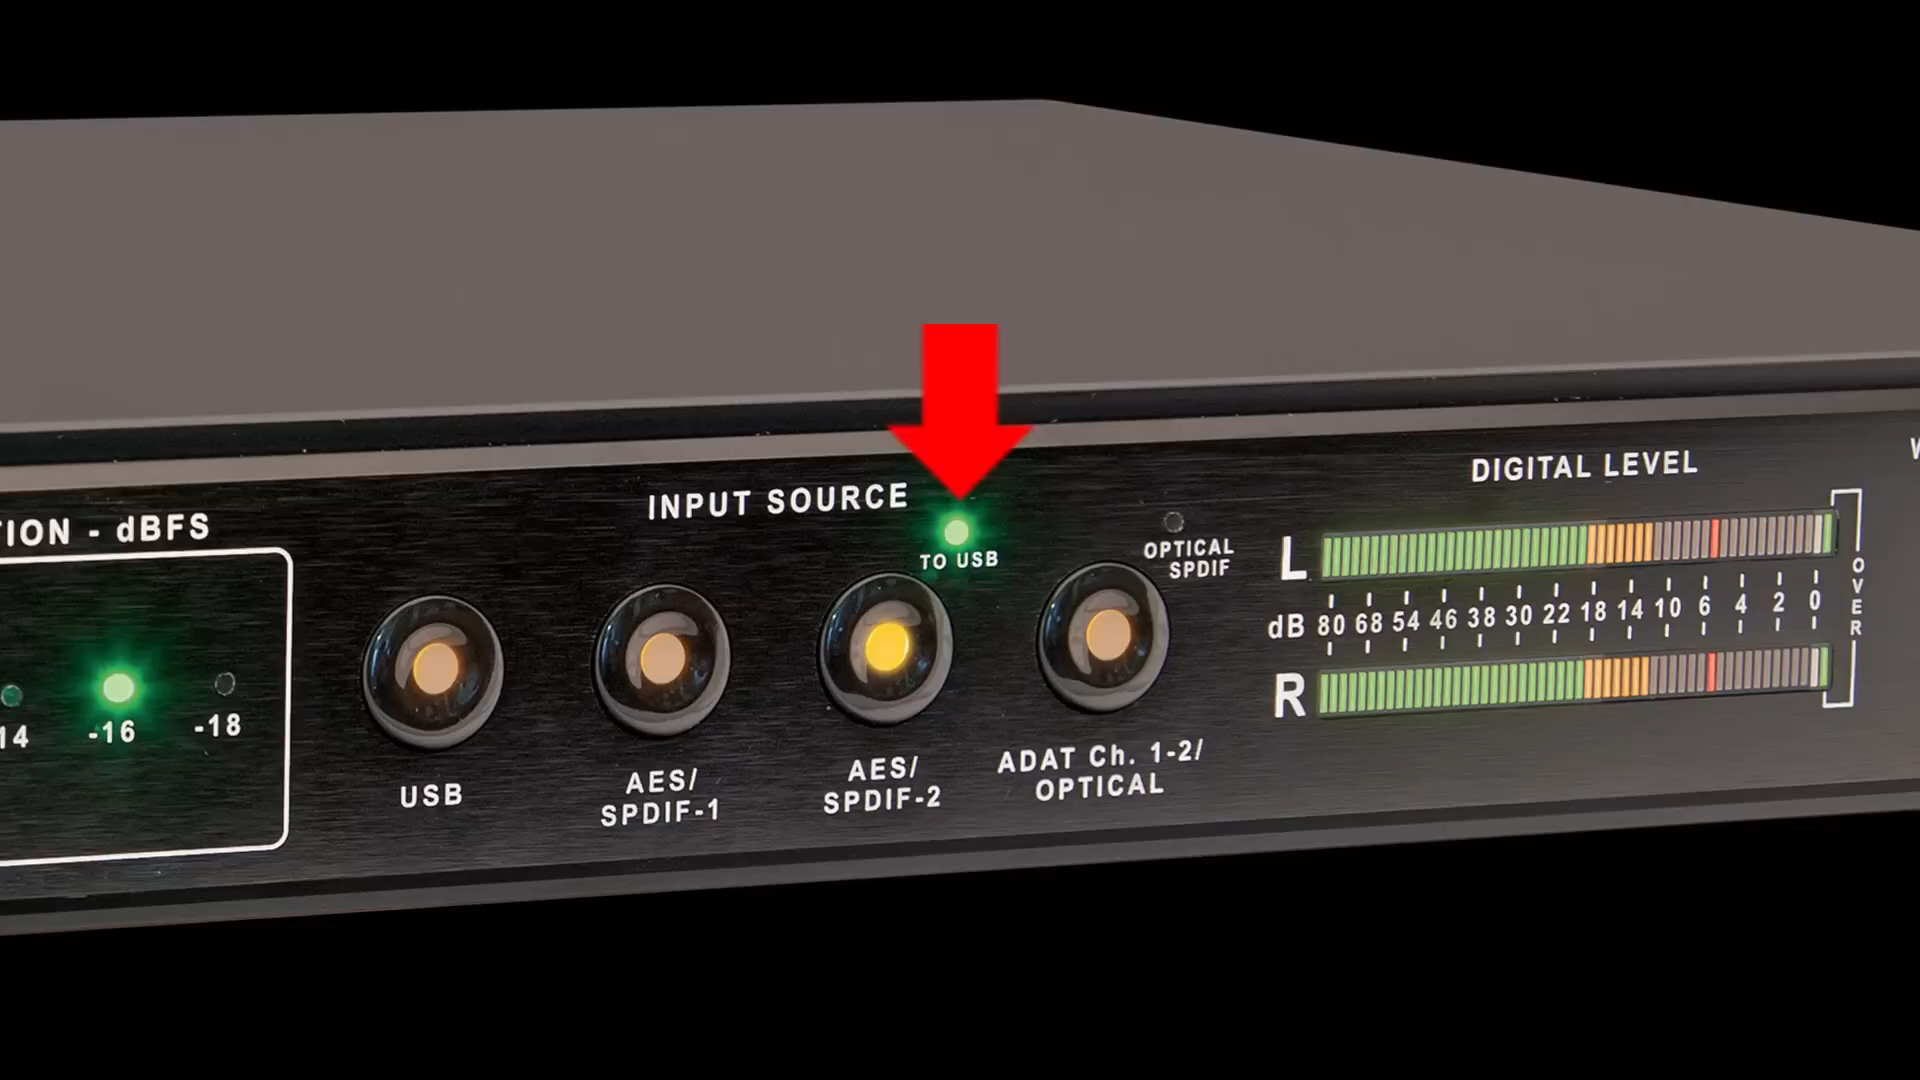 TION - dBFS
14
-16
-18
INPUT SOURCE
TO USB
OPTICAL
SPDIF
USB
AES/
SPDIF-1
AES/
SPDIF-2
ADAT Ch. 1-2/
OPTICAL
DIGITAL LEVEL
L
dB 80 68 54 46 38 30 22 18 14 10 6 4 2 0
R
OVER
W